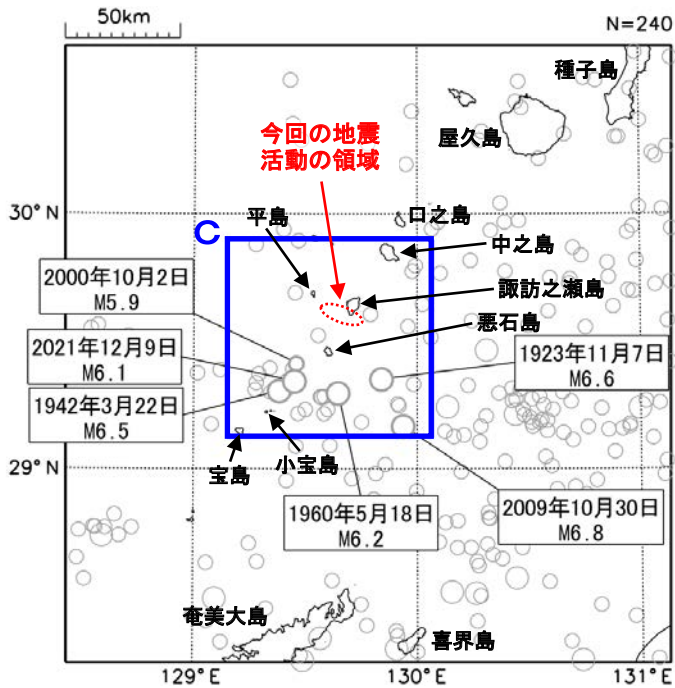 50km
N=240
種子島
屋久島
今回の地震
活動の領域
30°N
口之島
平島
C
中之島
2000年10月2日
M5.9
諏訪之瀬島
悪石島
2021年12月9日
M6.1
1923年11月7日
M6.6
1942年3月22日
M6.5
宝島
小宝島
29°N
1960年5月18日
M6.2
2009年10月30日
M6.8
奄美大島
喜界島
129°E
130°E
131°E